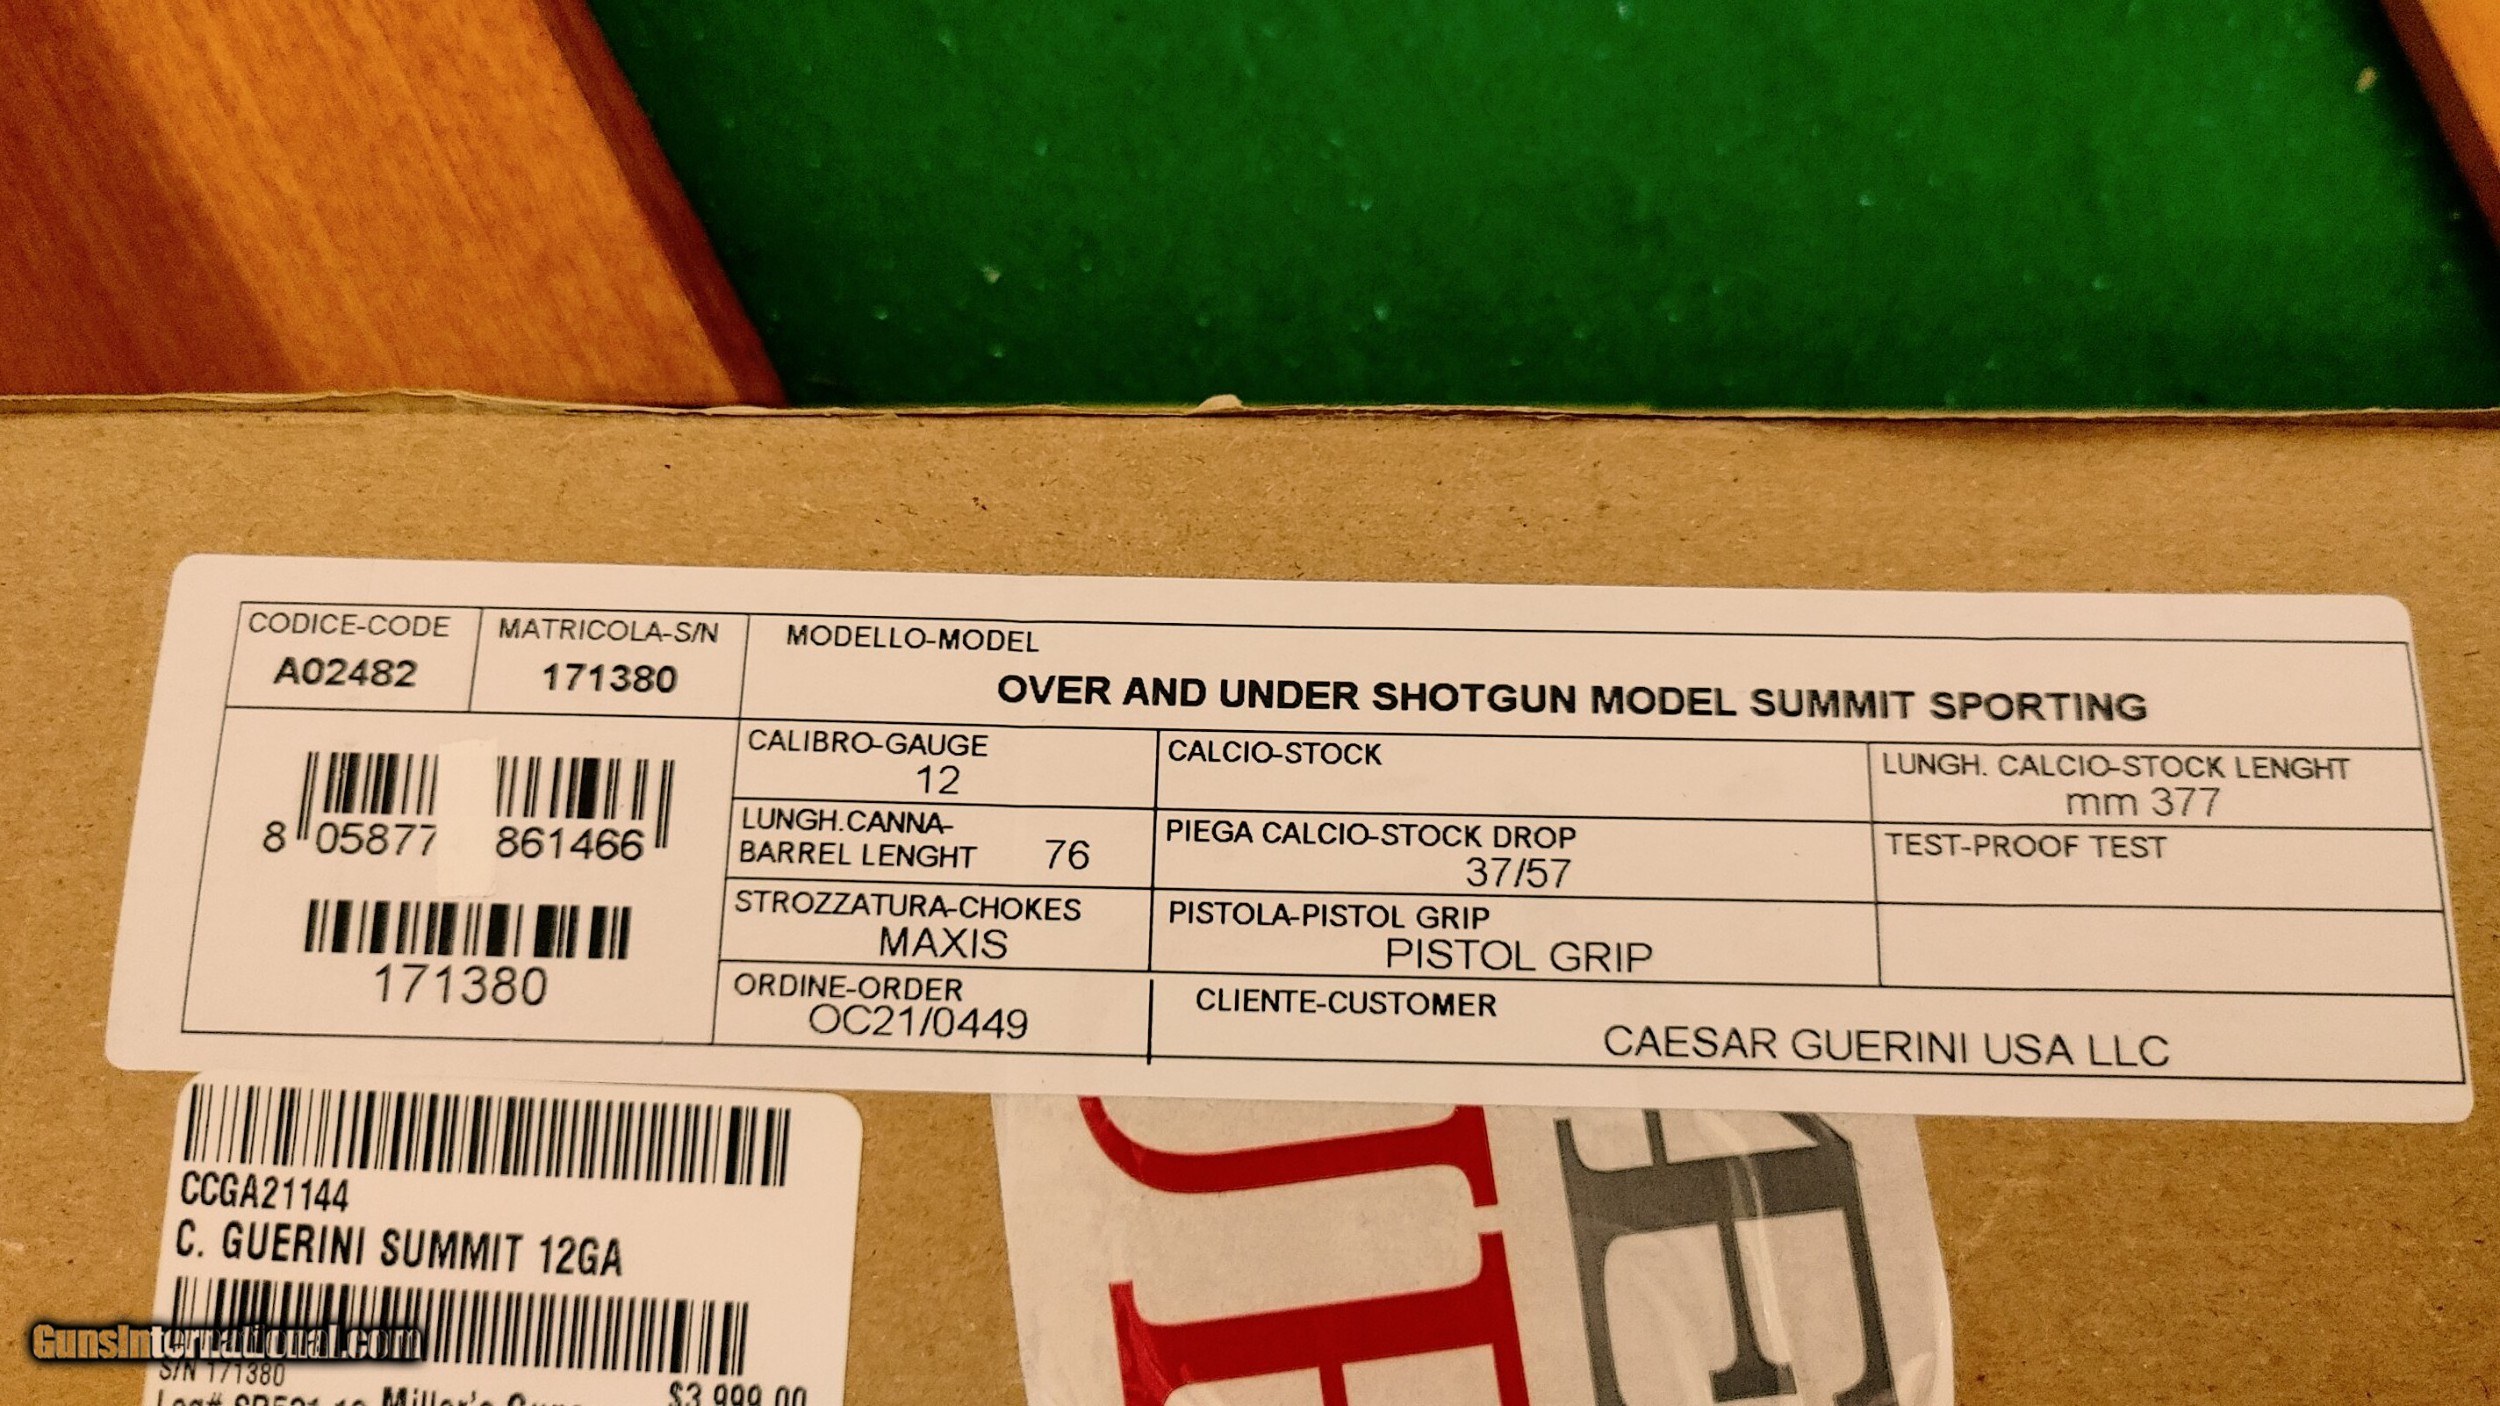 CODICE-CODE
A02482
MATRICOLA-S/N
171380
MODELLO-MODEL
OVER AND UNDER SHOTGUN MODEL SUMMIT SPORTING
8 05877 861466
171380
CALIBRO-GAUGE
12
CALCIO-STOCK
LUNGH. CALCIO-STOCK LENGHT
mm 377
LUNGH.CANNA-
BARREL LENGHT 76
PIEGA CALCIO-STOCK DROP
37/57
TEST-PROOF TEST
STROZZATURA-CHOKES
MAXIS
PISTOLA-PISTOL GRIP
PISTOL GRIP
ORDINE-ORDER
OC21/0449
CLIENTE-CUSTOMER
CAESAR GUERINI USA LLC
CCGA21144
C. GUERINI SUMMIT 12GA
GunsInternational.com
S/N 171380
Log# Miller's Guns $3,999.00